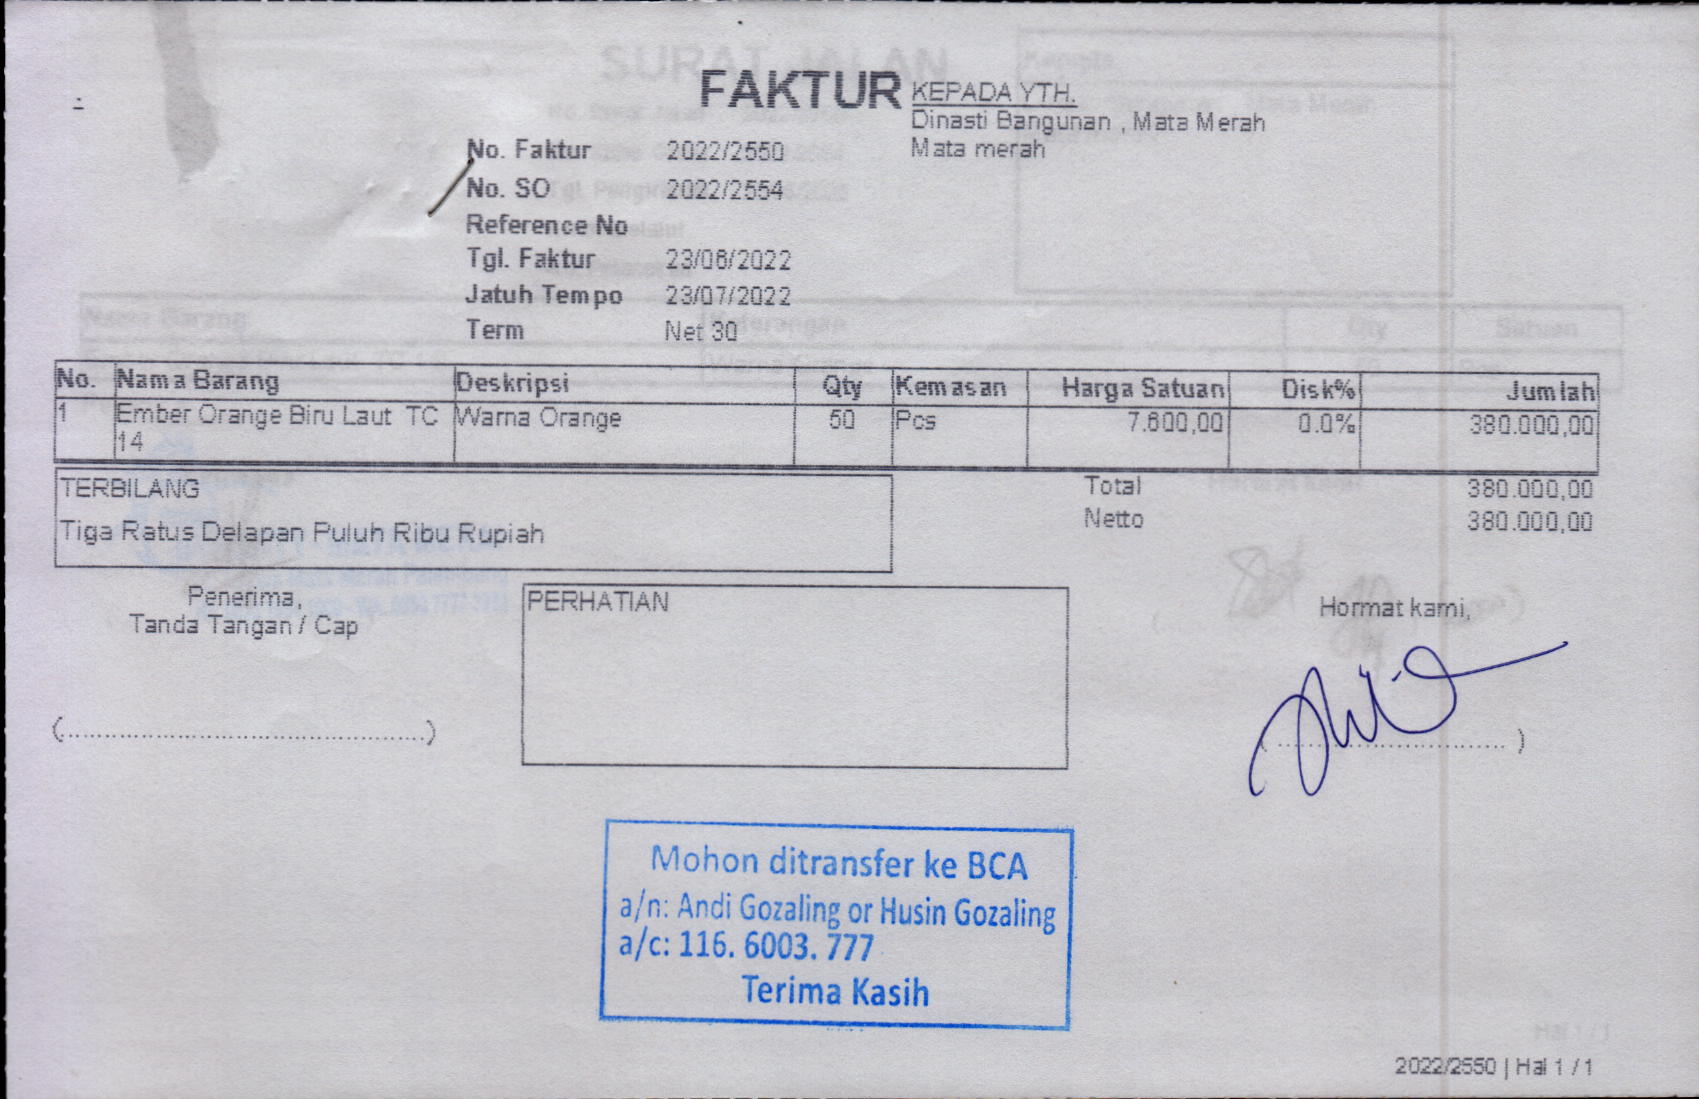 FAKTUR
KEPADA YTH.
Dinasti Bangunan , Mata Merah
Mata merah
No. Faktur 2022/2550
No. SO 2022/2554
Reference No
Tgl. Faktur 23/06/2022
Jatuh Tempo 23/07/2022
Term Net 30
No. Nama Barang Deskripsi Qty Kemasan Harga Satuan Disk% Jumlah
1 Ember Orange Biru Laut TC Warna Orange 50 Pcs 7.600,00 0.0% 380.000,00
14
TERBILANG
Tiga Ratus Delapan Puluh Ribu Rupiah
Total 380.000,00
Netto 380.000,00
Penerima,
Tanda Tangan / Cap
PERHATIAN
Hormat kami,
Mohon ditransfer ke BCA
a/n: Andi Gozaling or Husin Gozaling
a/c: 116. 6003. 777
Terima Kasih
2022/2550 | Hal 1 / 1